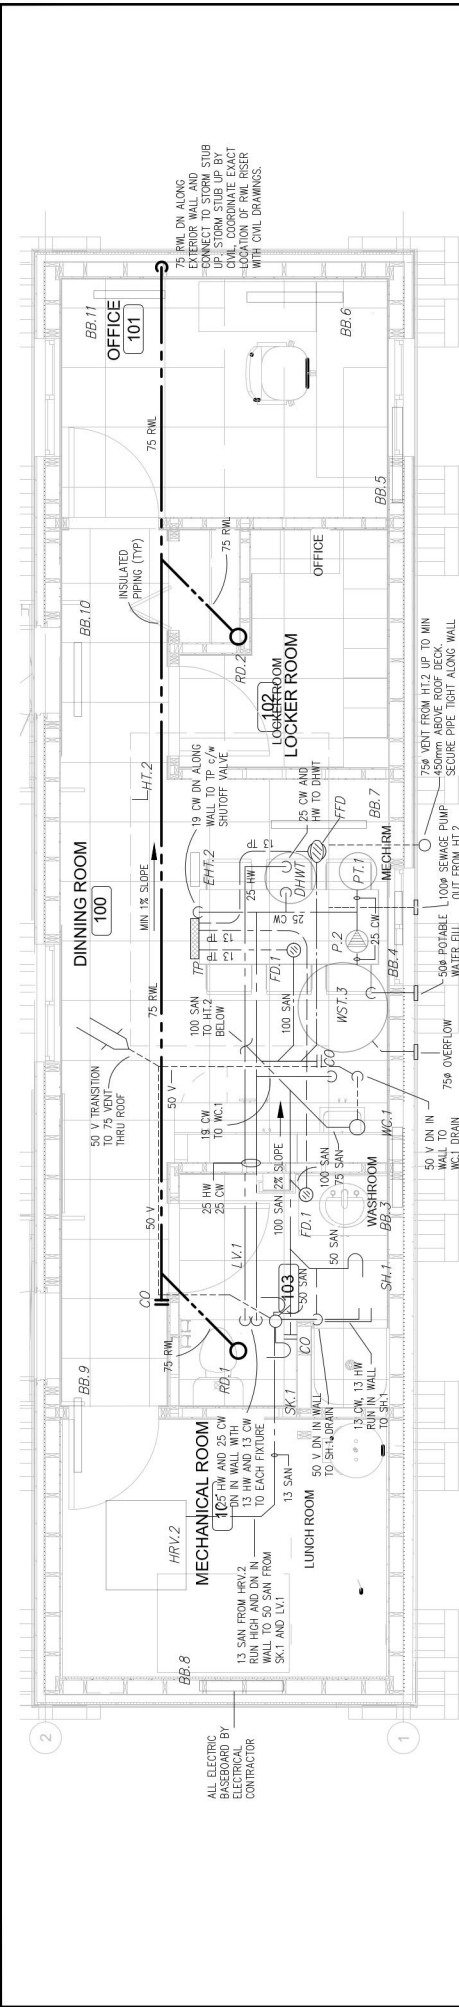 75 RWL DN ALONG
EXTERIOR WALL AND
CONNECT TO STORM STUB
UP. STORM STUB UP BY
CIVIL, COORDINATE EXACT
LOCATION OF RWL RISER
WITH CIVIL DRAWINGS.
BB.11
OFFICE
101
BB.6
BB.5
75 RWL
INSULATED
PIPING (TYP)
75 RWL
OFFICE
BB.10
RD.2
102
LOCKER ROOM
LOCKER ROOM
HT.2
19 CW DN ALONG
WALL TO TP c/w
SHUTOFF VALVE
25 CW AND
HW TO DHWT
FFD
BB.7
75ø VENT FROM HT.2 UP TO MIN
450mm ABOVE ROOF DECK.
SECURE PIPE TIGHT ALONG WALL
DINNING ROOM
100
MIN 1% SLOPE
EHT.2
13 TP
25 HW
DHWT
PT.1
MECH RM
TP
13 TP
13 TP
25 CW
P.2
25 CW
100ø SEWAGE PUMP
OUT FROM HT.2
75 RWL
FD.1
BB.4
50ø POTABLE
WATER FILL
100 SAN
TO HT.2
BELOW
100 SAN
WST.3
75ø OVERFLOW
50 V TRANSITION
TO 75 VENT
THRU ROOF
50 V
CO
19 CW
TO WC.1
WC.1
50 V DN IN
WALL TO
WC.1 DRAIN
25 HW
25 CW
100 SAN 2% SLOPE
100 SAN
75 SAN
50 V
FD.1
WASHROOM
BB.3
LV.1
50 SAN
CO
103
50 SAN
SH.1
75 RWL
RD.1
CO
SK.1
BB.9
25 HW AND 25 CW
DN IN WALL WITH
13 HW AND 13 CW
TO EACH FIXTURE
50 V DN IN WALL
TO SH.1 DRAIN
13 CW, 13 HW
RUN IN WALL
TO SH.1
13 SAN
MECHANICAL ROOM
HRV.2
LUNCH ROOM
13 SAN FROM HRV.2
RUN HIGH AND DN IN
WALL TO 50 SAN FROM
SK.1 AND LV.1
BB.8
ALL ELECTRIC
BASEBOARD BY
ELECTRICAL
CONTRACTOR
2
1